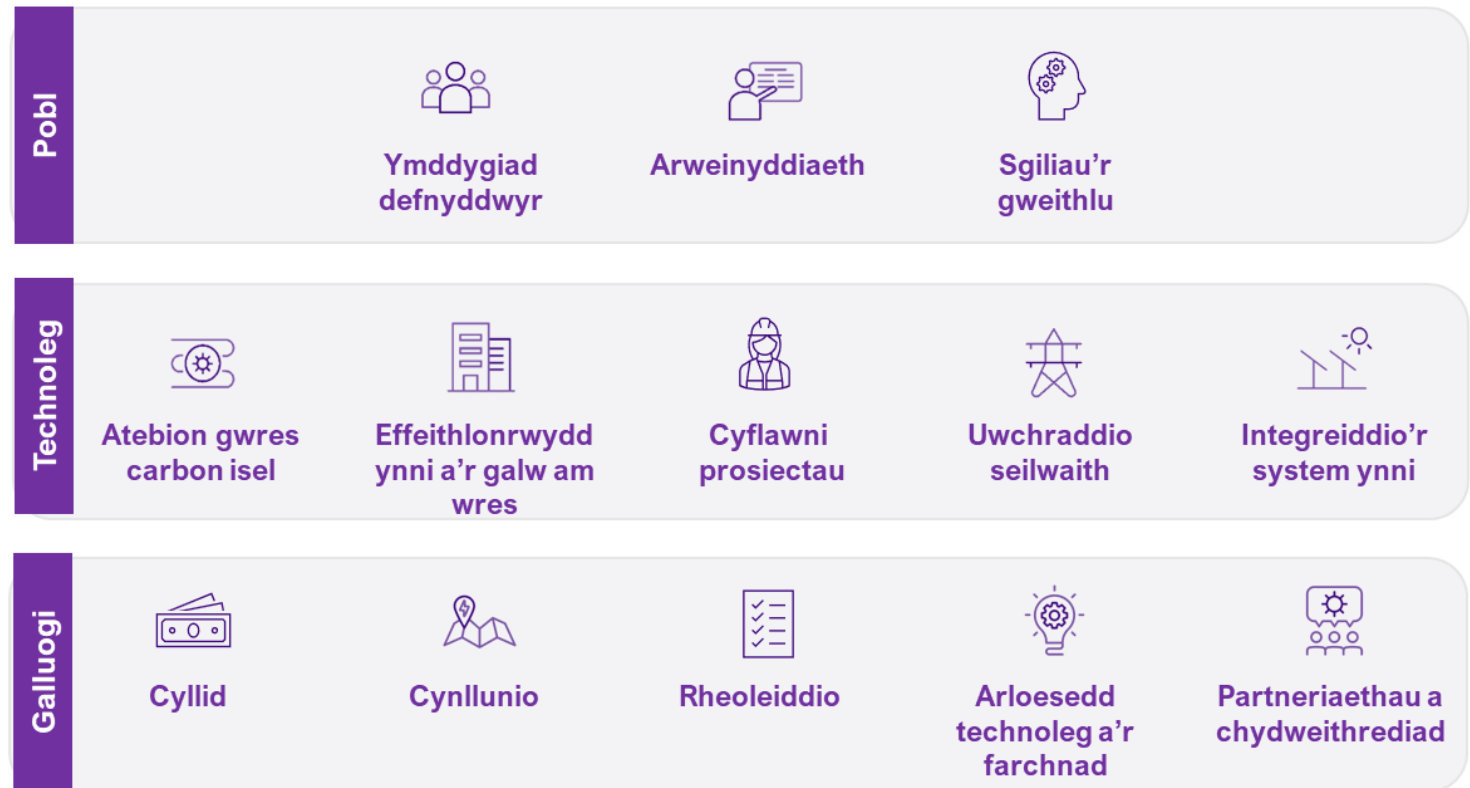 Pobl
Ymddygiad
defnyddwyr
Arweinyddiaeth
Sgiliau'r
gweithlu
Technoleg
Atebion gwres
carbon isel
Effeithlonrwydd
ynni a'r galw am
wres
Cyflawni
prosiectau
Uwchraddio
seilwaith
Integreiddio'r
system ynni
Galluogi
Cyllid
Cynllunio
Rheoleiddio
Arloesedd
technoleg a'r
farchnad
Partneriaethau a
chydweithrediad